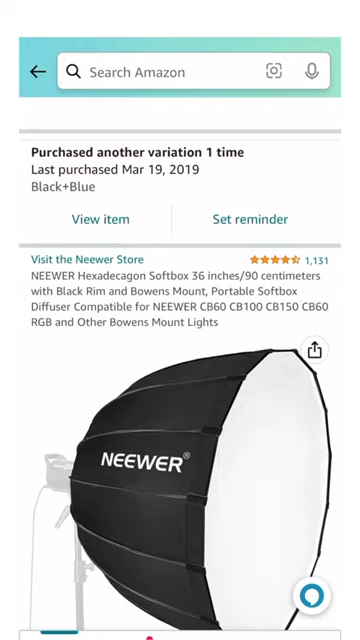 Search Amazon
Purchased another variation 1 time
Last purchased Mar 19, 2019
Black+Blue
View item
Set reminder
Visit the Neewer Store
1,131
NEEWER Hexadecagon Softbox 36 inches/90 centimeters
with Black Rim and Bowens Mount, Portable Softbox
Diffuser Compatible for NEEWER CB60 CB100 CB150 CB60
RGB and Other Bowens Mount Lights
NEEWER®